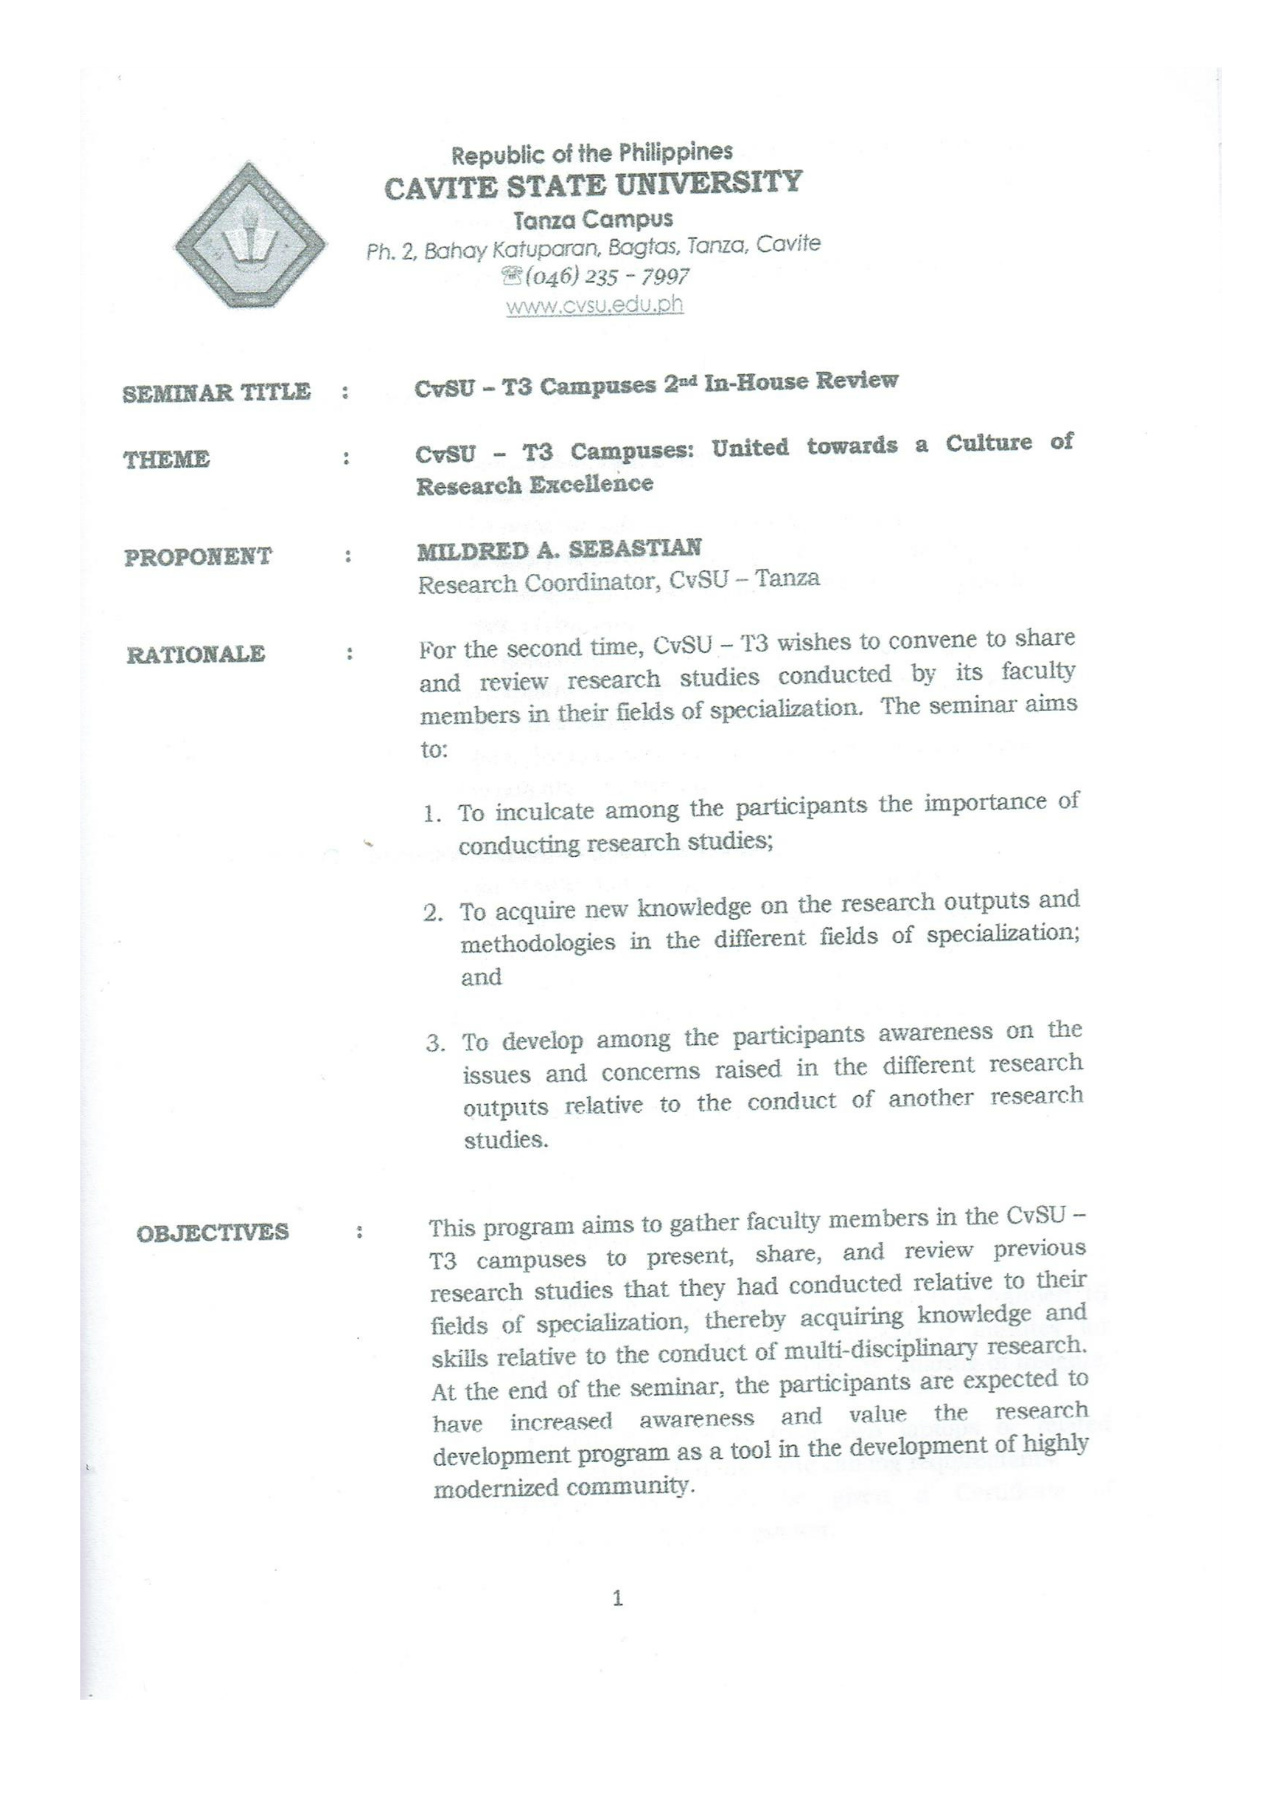 Republic of the Philippines
CAVITE STATE UNIVERSITY
Tanza Campus
Ph. 2, Bahay Katuparan, Bagtas, Tanza, Cavite
☏(046) 235 – 7997
www.cvsu.edu.ph
SEMINAR TITLE : CvSU – T3 Campuses 2nd In-House Review
THEME : CvSU – T3 Campuses: United towards a Culture of
Research Excellence
PROPONENT : MILDRED A. SEBASTIAN
Research Coordinator, CvSU – Tanza
RATIONALE : For the second time, CvSU – T3 wishes to convene to share
and review research studies conducted by its faculty
members in their fields of specialization. The seminar aims
to:
1. To inculcate among the participants the importance of
conducting research studies;
2. To acquire new knowledge on the research outputs and
methodologies in the different fields of specialization;
and
3. To develop among the participants awareness on the
issues and concerns raised in the different research
outputs relative to the conduct of another research
studies.
OBJECTIVES : This program aims to gather faculty members in the CvSU –
T3 campuses to present, share, and review previous
research studies that they had conducted relative to their
fields of specialization, thereby acquiring knowledge and
skills relative to the conduct of multi-disciplinary research.
At the end of the seminar, the participants are expected to
have increased awareness and value the research
development program as a tool in the development of highly
modernized community.
1